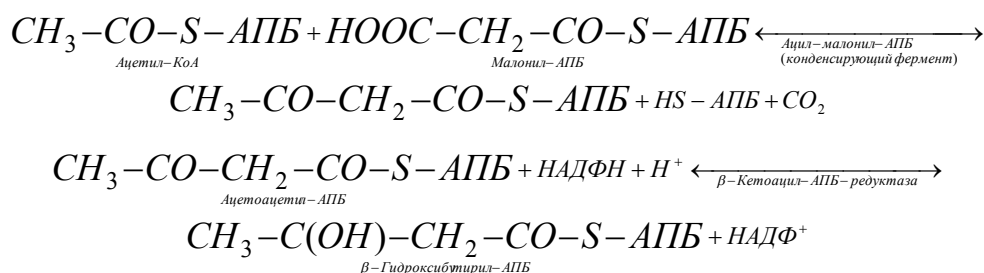 CH₃–CO–S–АПБ + HOOC–CH₂–CO–S–АПБ ⟷
Ацетил–КоА Малонил–АПБ Ацил–малонил–АПБ
(конденсирующий фермент)
CH₃–CO–CH₂–CO–S–АПБ + HS – АПБ + CO₂
CH₃–CO–CH₂–CO–S–АПБ + НАДФН + H⁺ ⟷
Ацетоацетил–АПБ β–Кетоацил–АПБ–редуктаза
CH₃–C(OH)–CH₂–CO–S–АПБ + НАДФ⁺
β–Гидроксибутирил–АПБ